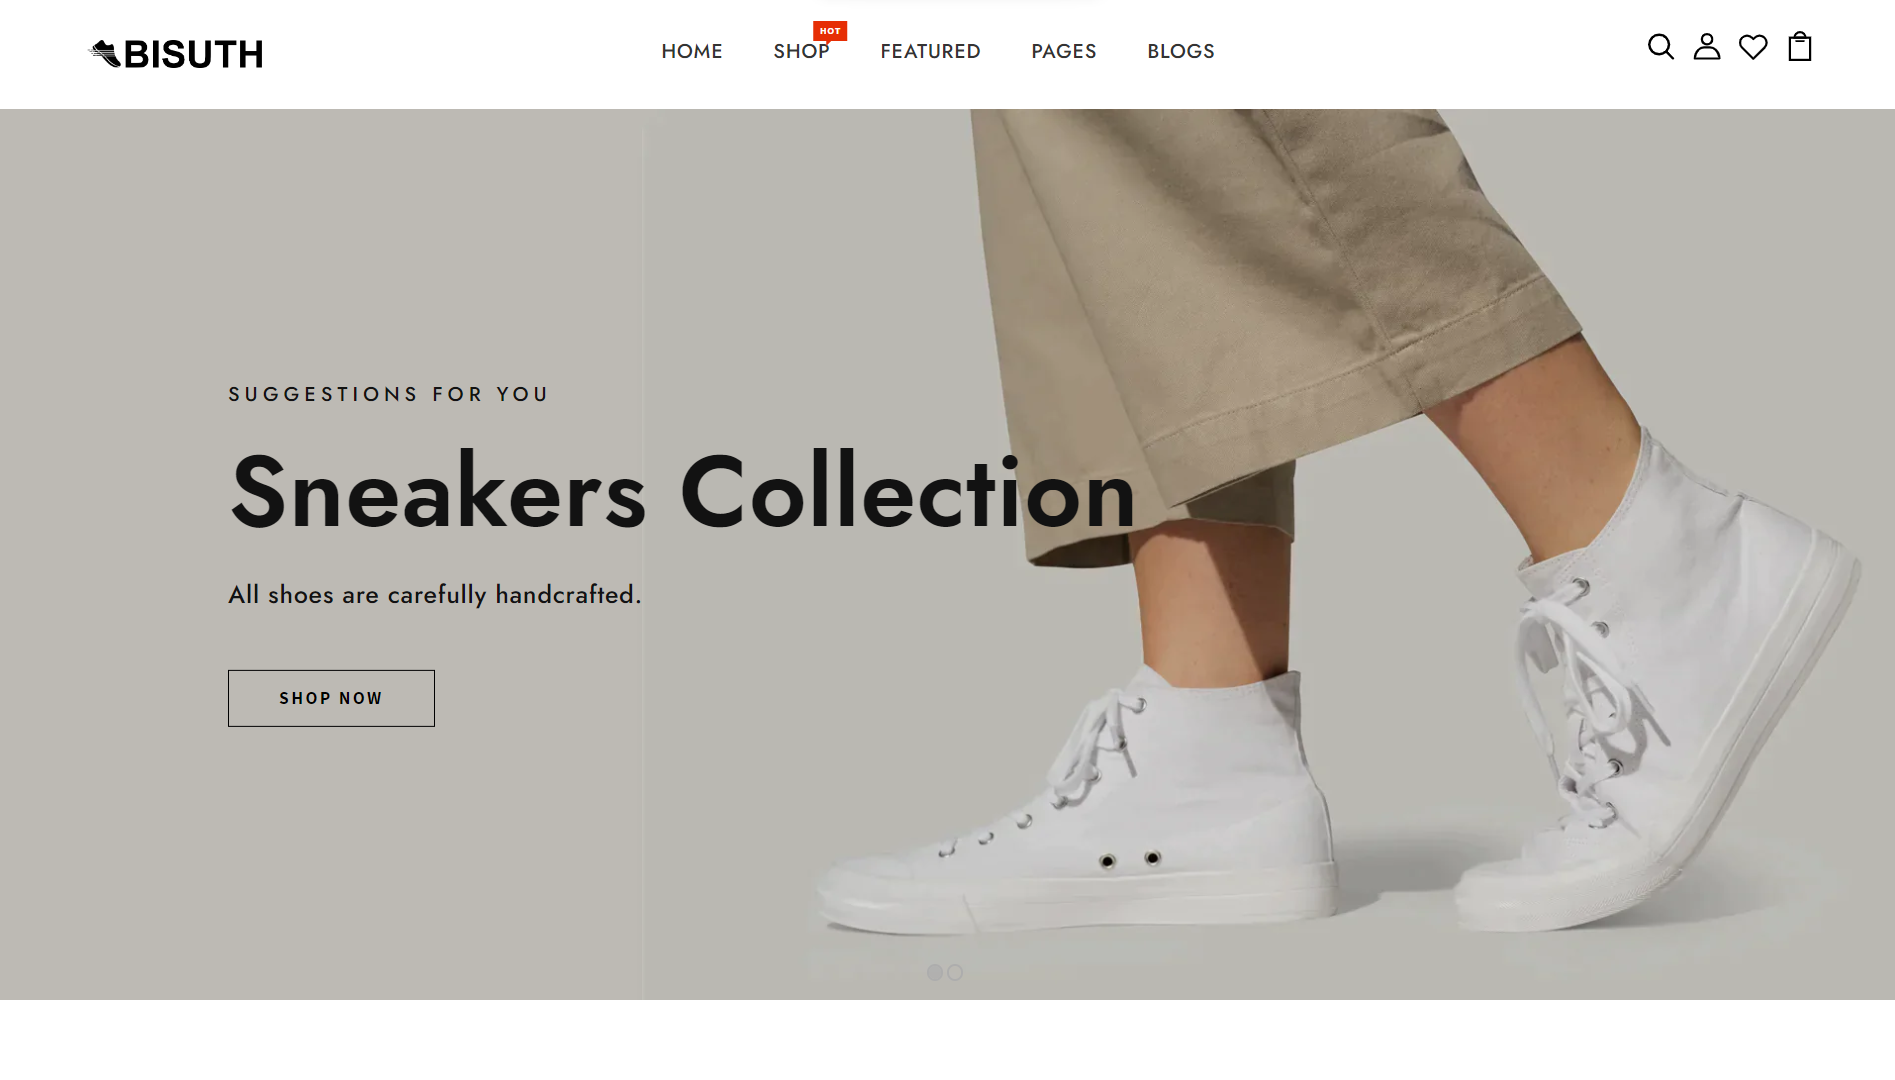 BISUTH
HOME
SHOP
HOT
FEATURED
PAGES
BLOGS
SUGGESTIONS FOR YOU
Sneakers Collection
All shoes are carefully handcrafted.
SHOP NOW